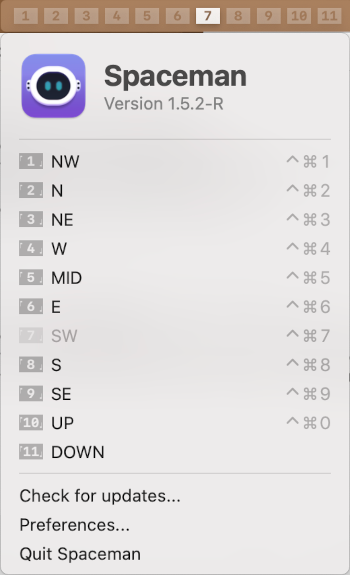 1 2 3 4 5 6 7 8 9 10 11
Spaceman
Version 1.5.2-R
1 NW ^⌘1
2 N ^⌘2
3 NE ^⌘3
4 W ^⌘4
5 MID ^⌘5
6 E ^⌘6
7 SW ^⌘7
8 S ^⌘8
9 SE ^⌘9
10 UP ^⌘0
11 DOWN
Check for updates...
Preferences...
Quit Spaceman